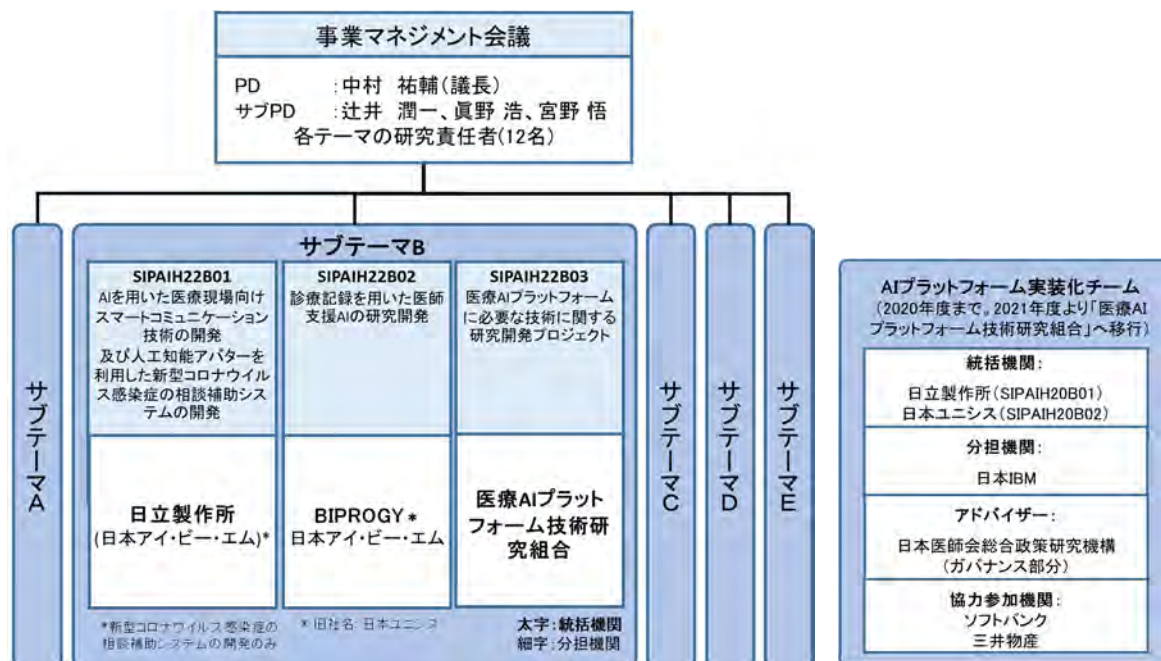 事業マネジメント会議
PD :中村 祐輔(議長)
サブPD :辻井 潤一、眞野 浩、宮野 悟
各テーマの研究責任者(12名)
サブテーマA
サブテーマB
SIPAIH22B01
AIを用いた医療現場向け
スマートコミュニケーション
技術の開発
及び人工知能アバターを
利用した新型コロナウイル
ス感染症の相談補助シス
テムの開発
日立製作所
(日本アイ・ビー・エム)*
*新型コロナウイルス感染症の
相談補助システムの開発のみ
SIPAIH22B02
診療記録を用いた医師
支援AIの研究開発
BIPROGY *
日本アイ・ビー・エム
* 旧社名:日本ユニシス
SIPAIH22B03
医療AIプラットフォーム
に必要な技術に関する
研究開発プロジェクト
医療AIプラット
フォーム技術研
究組合
太字:統括機関
細字:分担機関
サブテーマC
サブテーマD
サブテーマE
AIプラットフォーム実装化チーム
(2020年度まで。2021年度より「医療AI
プラットフォーム技術研究組合」へ移行)
統括機関:
日立製作所(SIPAIH20B01)
日本ユニシス(SIPAIH20B02)
分担機関:
日本IBM
アドバイザー:
日本医師会総合政策研究機構
(ガバナンス部分)
協力参加機関:
ソフトバンク
三井物産